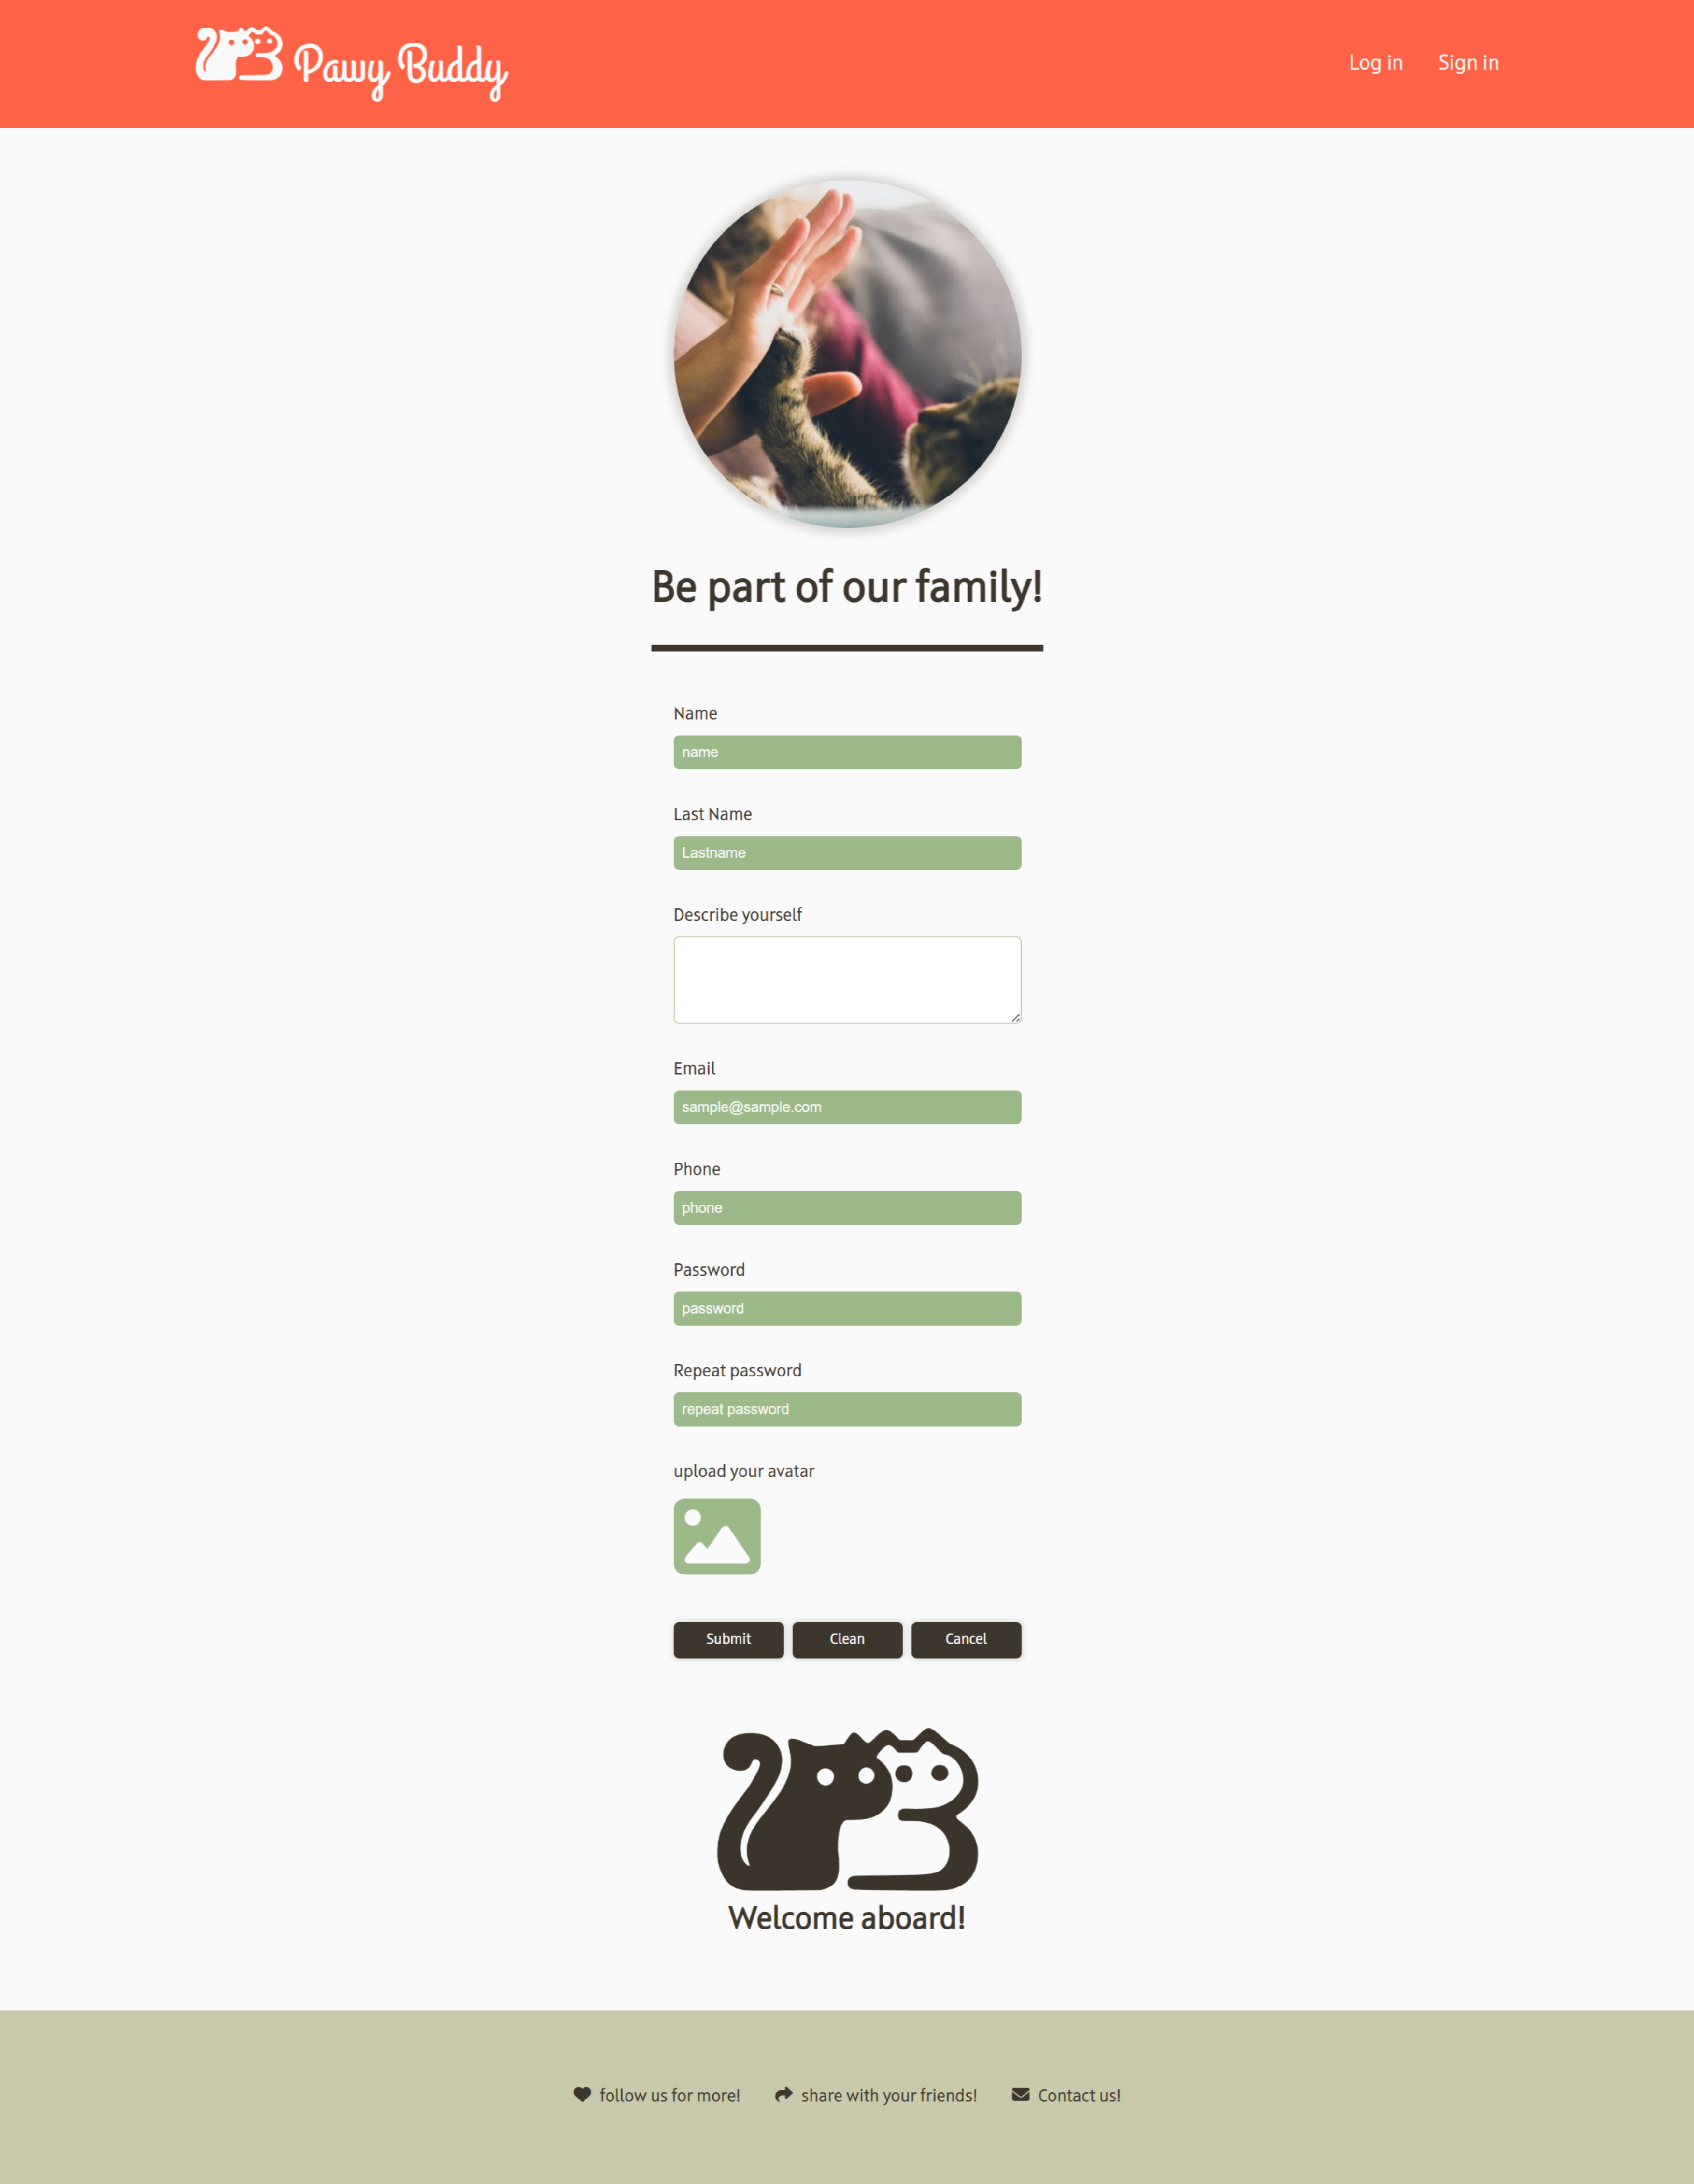 Pawy Buddy
Log in
Sign in
Be part of our family!
Name
name
Last Name
Lastname
Describe yourself
Email
sample@sample.com
Phone
phone
Password
password
Repeat password
repeat password
upload your avatar
Submit
Clean
Cancel
Welcome aboard!
follow us for more!
share with your friends!
Contact us!